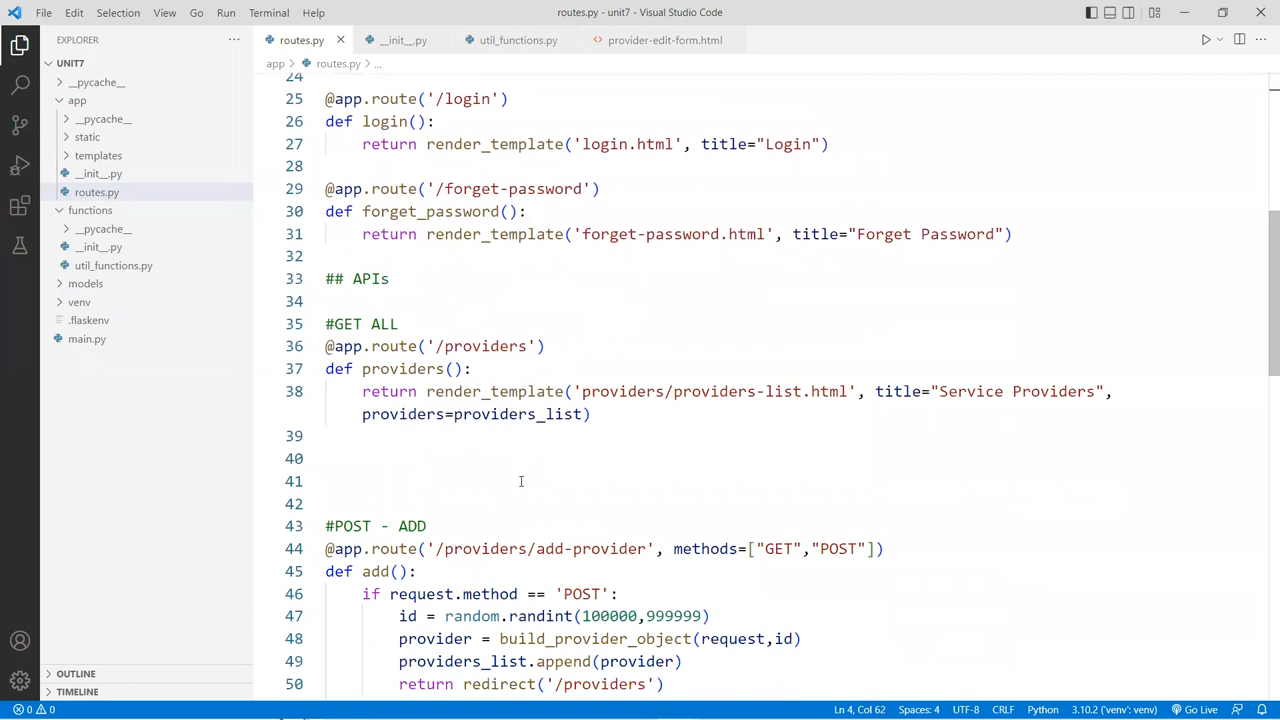 File Edit Selection View Go Run Terminal Help
routes.py - unit7 - Visual Studio Code
EXPLORER
UNIT7
__pycache__
app
__pycache__
static
templates
__init__.py
routes.py
functions
__pycache__
__init__.py
util_functions.py
models
venv
.flaskenv
main.py
OUTLINE
TIMELINE
routes.py __init__.py util_functions.py provider-edit-form.html
app routes.py ...
24
25 @app.route('/login')
26 def login():
27 return render_template('login.html', title="Login")
28
29 @app.route('/forget-password')
30 def forget_password():
31 return render_template('forget-password.html', title="Forget Password")
32
33 ## APIs
34
35 #GET ALL
36 @app.route('/providers')
37 def providers():
38 return render_template('providers/providers-list.html', title="Service Providers",
providers=providers_list)
39
40
41
42
43 #POST - ADD
44 @app.route('/providers/add-provider', methods=["GET","POST"])
45 def add():
46 if request.method == 'POST':
47 id = random.randint(100000,999999)
48 provider = build_provider_object(request,id)
49 providers_list.append(provider)
50 return redirect('/providers')
0 0 Ln 4, Col 62 Spaces: 4 UTF-8 CRLF Python 3.10.2 ('venv': venv) Go Live